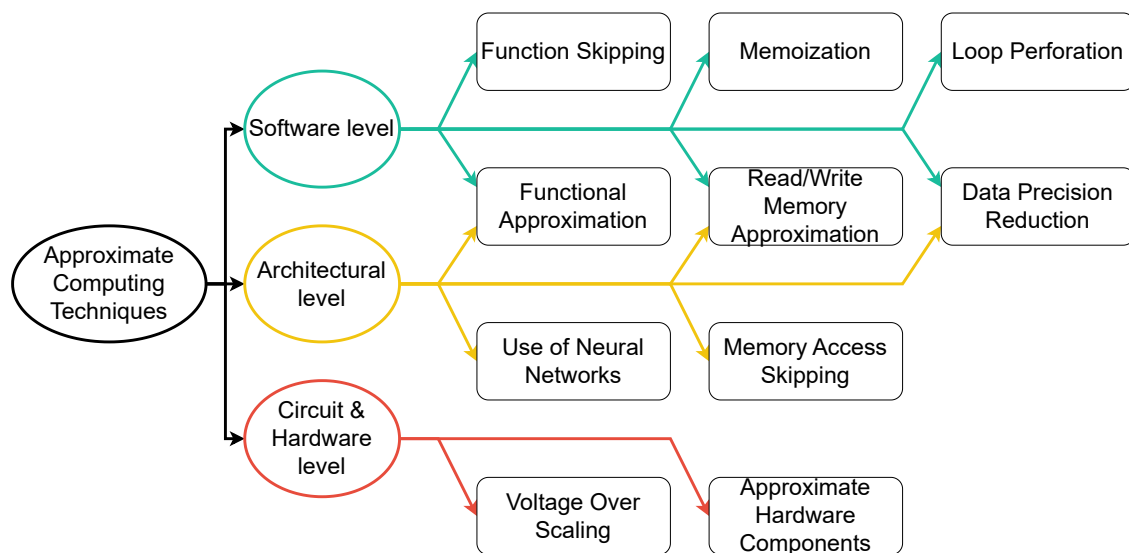 Function Skipping
Memoization
Loop Perforation
Software level
Functional
Approximation
Read/Write
Memory
Approximation
Data Precision
Reduction
Approximate
Computing
Techniques
Architectural
level
Use of Neural
Networks
Memory Access
Skipping
Circuit &
Hardware
level
Voltage Over
Scaling
Approximate
Hardware
Components